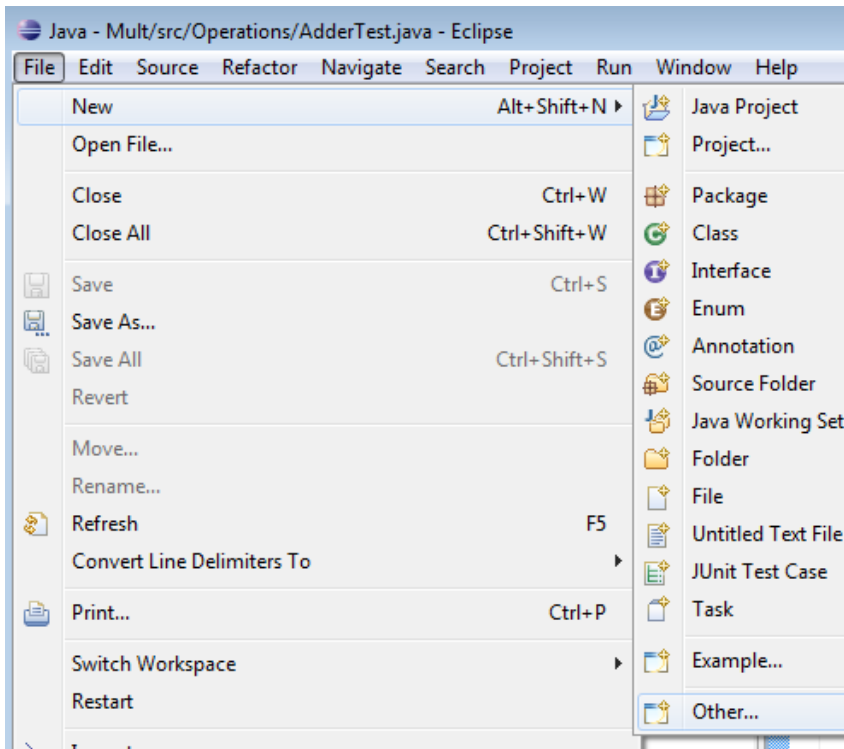 Java - Mult/src/Operations/AdderTest.java - Eclipse
File Edit Source Refactor Navigate Search Project Run Window Help
New Alt+Shift+N
Open File...
Close Ctrl+W
Close All Ctrl+Shift+W
Save Ctrl+S
Save As...
Save All Ctrl+Shift+S
Revert
Move...
Rename...
Refresh F5
Convert Line Delimiters To
Print... Ctrl+P
Switch Workspace
Restart
Java Project
Project...
Package
Class
Interface
Enum
Annotation
Source Folder
Java Working Set
Folder
File
Untitled Text File
JUnit Test Case
Task
Example...
Other...